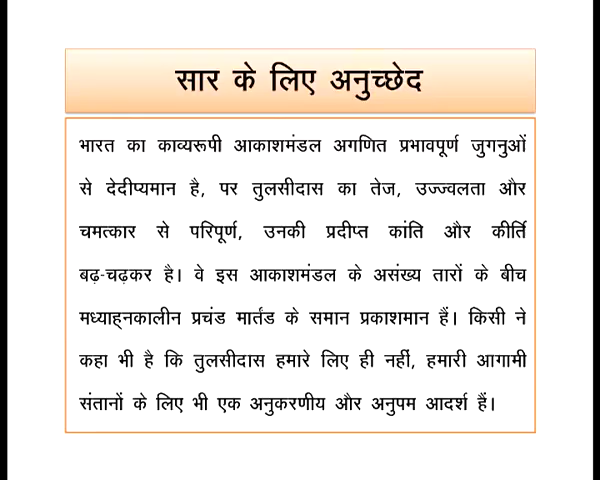 सार के लिए अनुच्छेद
भारत का काव्यरूपी आकाशमंडल अगणित प्रभावपूर्ण जुगनुओं
से देदीप्यमान है, पर तुलसीदास का तेज, उज्ज्वलता और
चमत्कार से परिपूर्ण, उनकी प्रदीप्त कांति और कीर्ति
बढ़-चढ़कर है। वे इस आकाशमंडल के असंख्य तारों के बीच
मध्याह्नकालीन प्रचंड मार्तंड के समान प्रकाशमान हैं। किसी ने
कहा भी है कि तुलसीदास हमारे लिए ही नहीं, हमारी आगामी
संतानों के लिए भी एक अनुकरणीय और अनुपम आदर्श हैं।